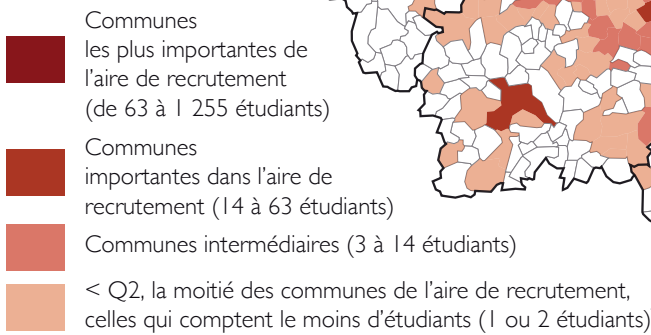 Communes
les plus importantes de
l’aire de recrutement
(de 63 à 1 255 étudiants)
Communes
importantes dans l’aire de
recrutement (14 à 63 étudiants)
Communes intermédiaires (3 à 14 étudiants)
< Q2, la moitié des communes de l’aire de recrutement,
celles qui comptent le moins d’étudiants (1 ou 2 étudiants)